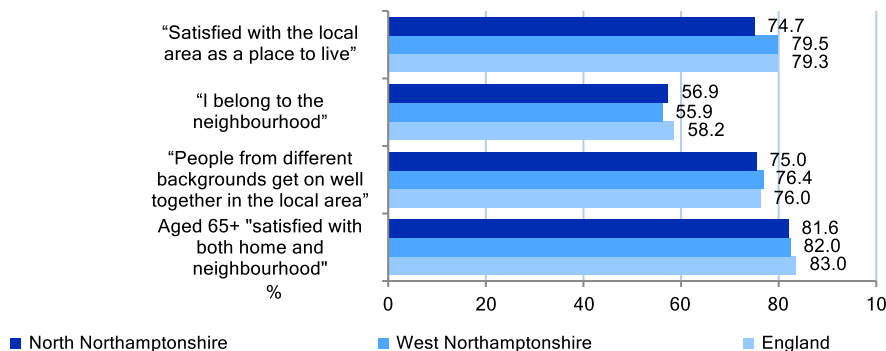 “Satisfied with the local
area as a place to live”
74.7
79.5
79.3
“I belong to the
neighbourhood”
56.9
55.9
58.2
“People from different
backgrounds get on well
together in the local area”
75.0
76.4
76.0
Aged 65+ "satisfied with
both home and
neighbourhood"
81.6
82.0
83.0
%
0 20 40 60 80 10
North Northamptonshire West Northamptonshire England